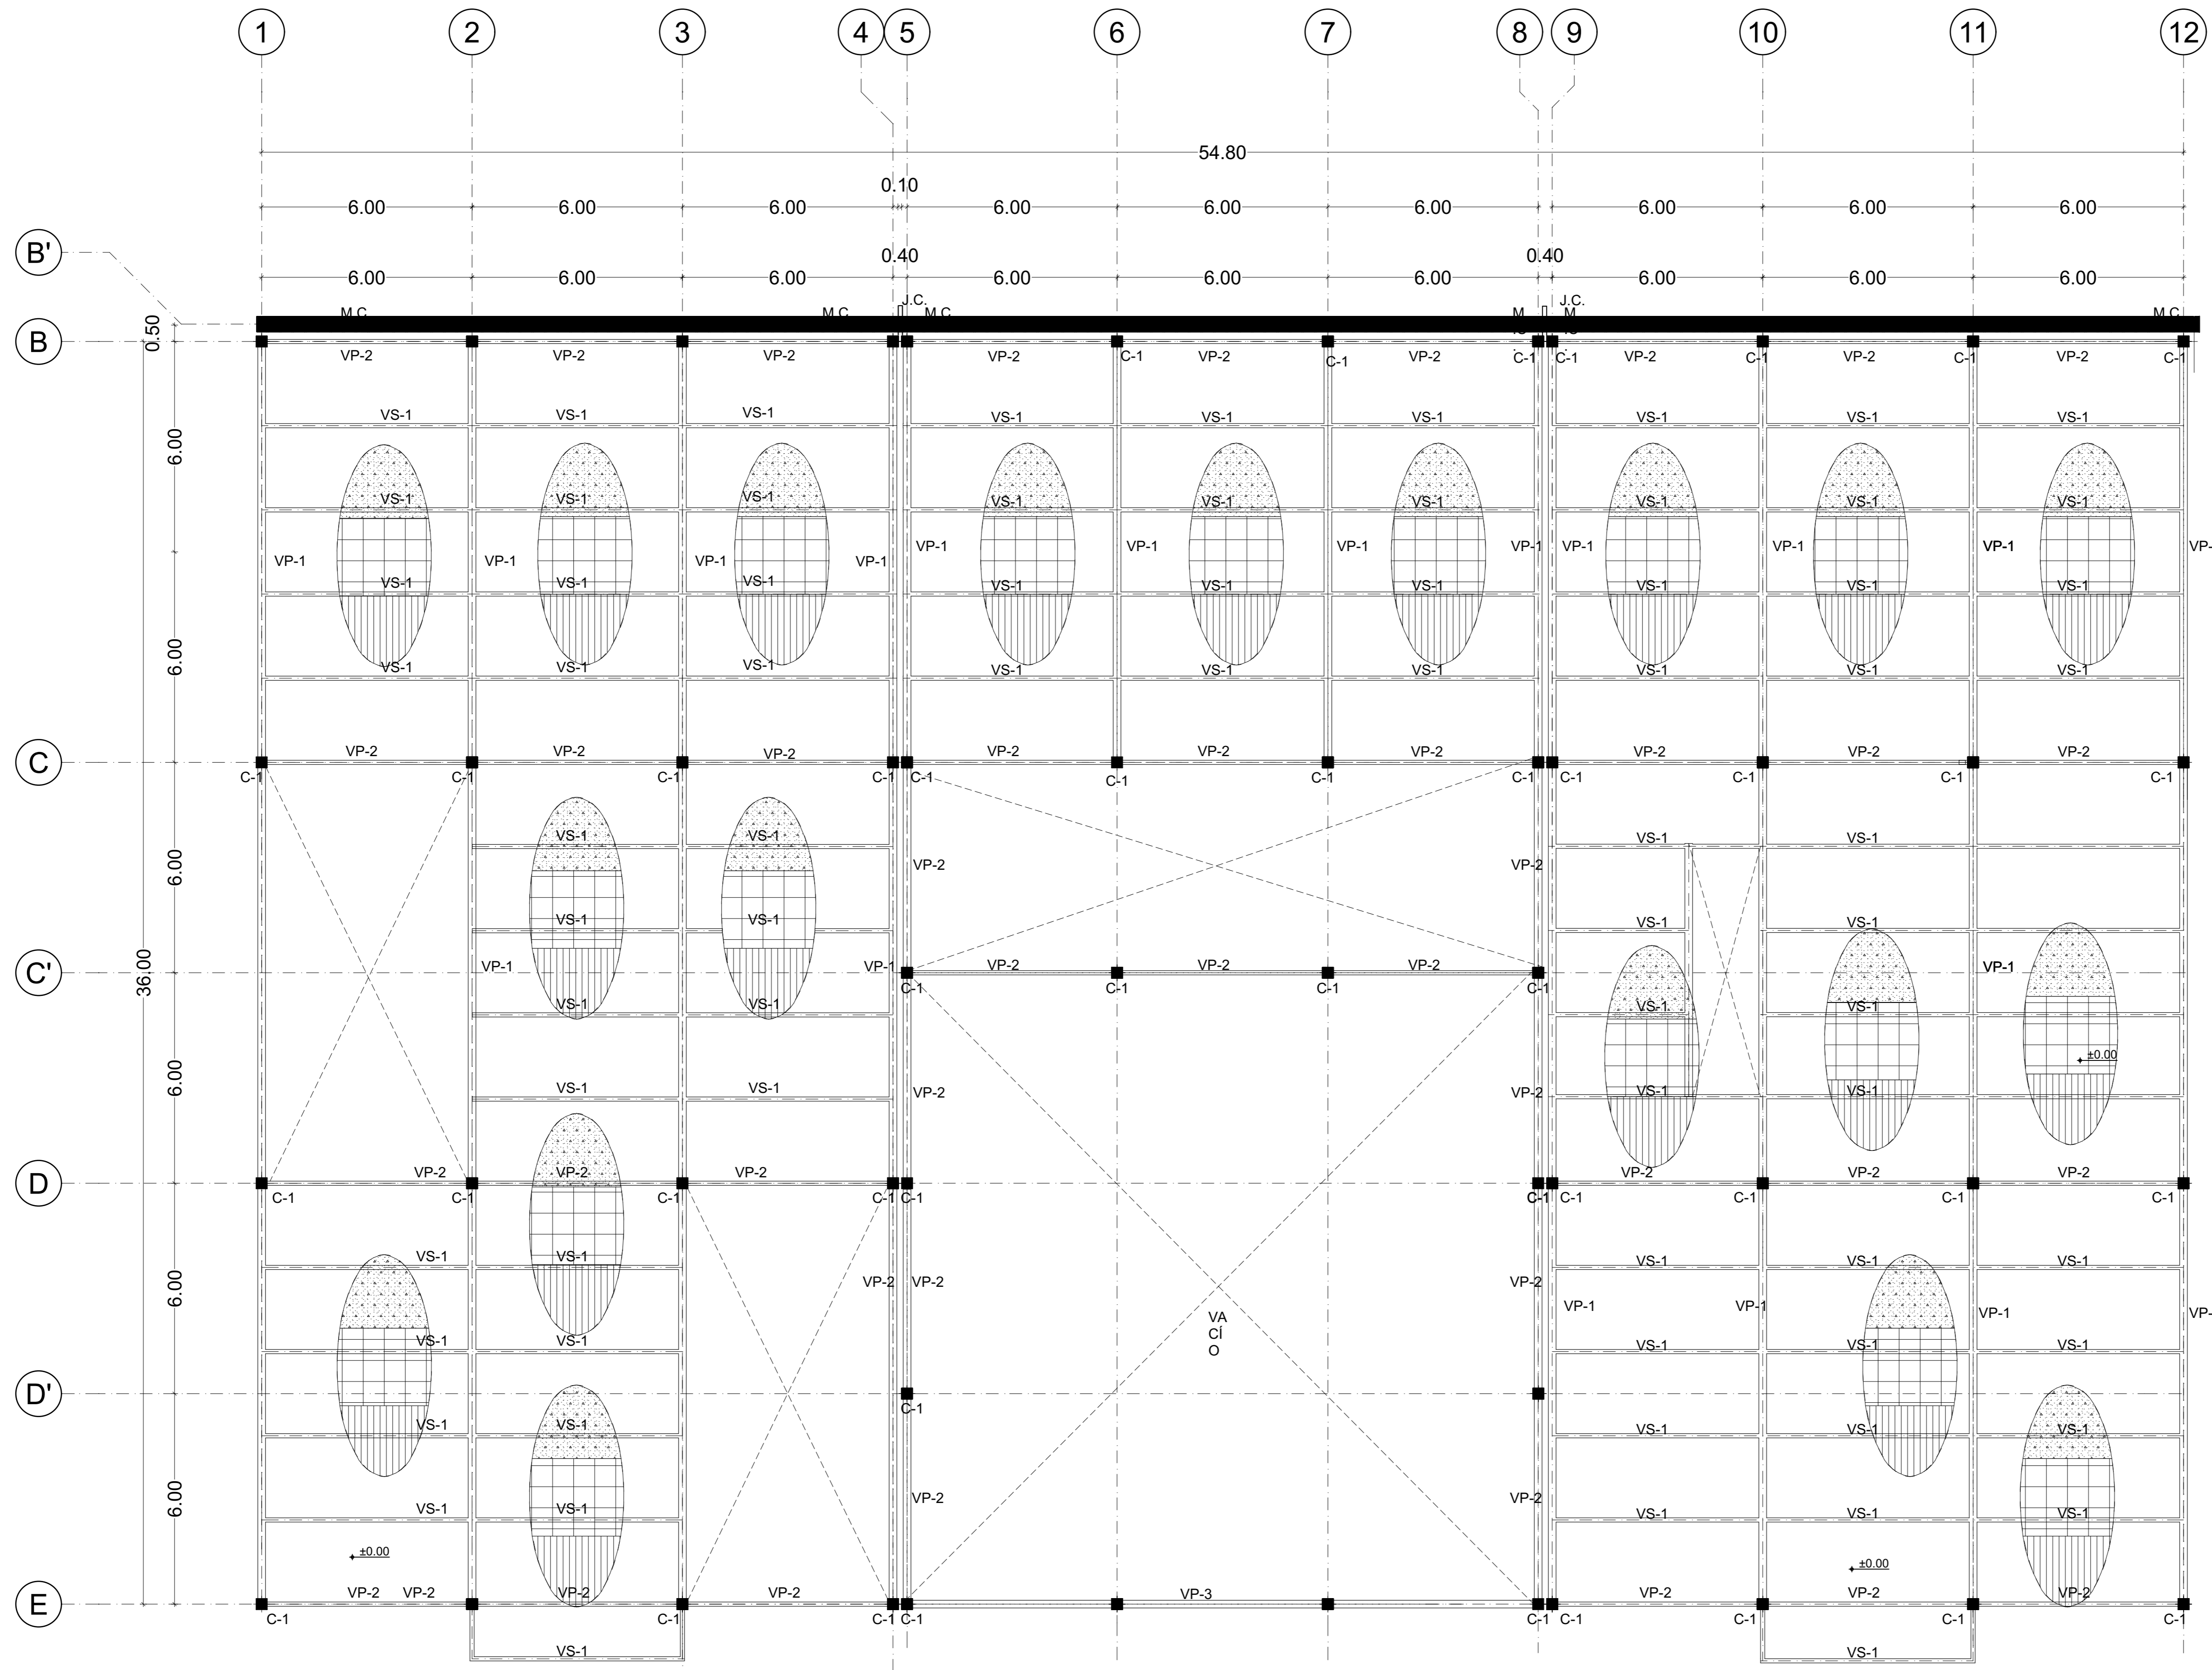 1 2 3 4 5 6 7 8 9 10 11 12
54.80
0.10
6.00 6.00 6.00 6.00 6.00 6.00 6.00 6.00 6.00
B'
0.40 0.40
6.00 6.00 6.00 6.00 6.00 6.00 6.00 6.00 6.00
J.C. J.C.
M.C. M.C. M.C. M M M.C.
0.50
B
VP-2 VP-2 VP-2 VP-2 C-1 VP-2 C-1 VP-2 C-1 C-1 VP-2 C-1 VP-2 C-1 VP-2 C-1
VS-1 VS-1 VS-1 VS-1 VS-1 VS-1 VS-1 VS-1 VS-1
6.00
VS-1 VS-1 VS-1 VS-1 VS-1 VS-1 VS-1 VS-1 VS-1
VP-1 VP-1 VP-1 VP-1 VP-1 VP-1 VP-1 VP-1 VP-1 VP-1 VP-1 VP-
VS-1 VS-1 VS-1 VS-1 VS-1 VS-1 VS-1 VS-1 VS-1
6.00
VS-1 VS-1 VS-1 VS-1 VS-1 VS-1 VS-1 VS-1 VS-1
VP-2 VP-2 VP-2 VP-2 VP-2 VP-2 VP-2 VP-2 VP-2
C
C-1 C-1 C-1 C-1 C-1 C-1 C-1 C-1 C-1 C-1 C-1 C-1
VS-1 VS-1 VS-1 VS-1
6.00
VP-2 VP-2
VS-1 VS-1 VS-1 VS-1
36.00
C'
VP-1 VP-1 VP-2 VP-2 VP-2 VP-1
C-1 C-1 C-1 C-1
VS-1 VS-1 VS-1 VS-1
±0.00
6.00
VS-1 VS-1 VP-2 VP-2 VS-1 VS-1
VP-2 VP-2 VP-2 VP-2 VP-2 VP-2
D
C-1 C-1 C-1 C-1 C-1 C-1 C-1 C-1 C-1 C-1
VS-1 VS-1 VS-1 VS-1 VS-1
6.00
VP-2 VP-2 VP-2
VP-1 VP-1 VP-1 VP-
VA
CÍ
O
VS-1 VS-1 VS-1 VS-1 VS-1
D'
C-1
VS-1 VS-1 VS-1 VS-1 VS-1
6.00
VP-2 VP-2
VS-1 VS-1 VS-1 VS-1 VS-1
±0.00 ±0.00
VP-2 VP-2 VP-2 VP-2 VP-3 VP-2 VP-2 VP-2
E
C-1 C-1 C-1 C-1 C-1 C-1 C-1 C-1 C-1
VS-1 VS-1